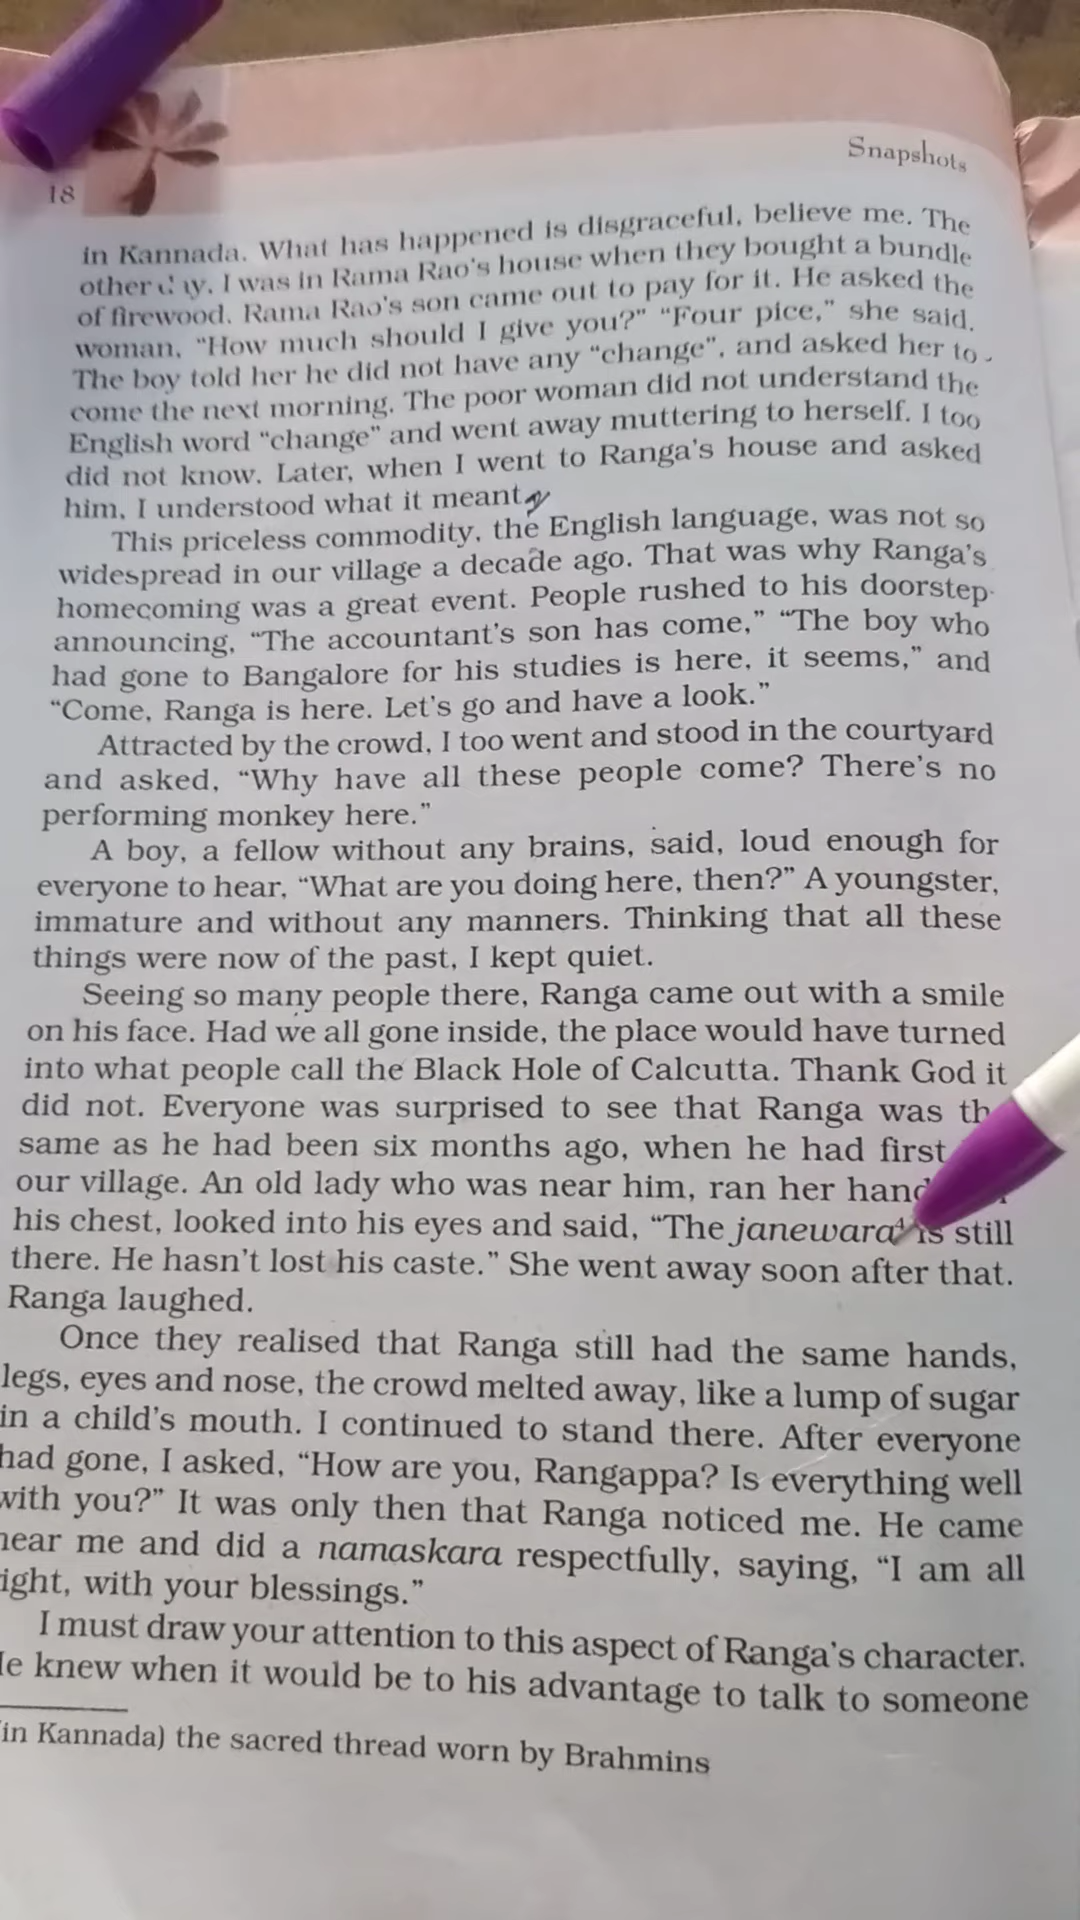 Snapshots
18
in Kannada. What has happened is disgraceful, believe me. The
other day, I was in Rama Rao's house when they bought a bundle
of firewood. Rama Rao's son came out to pay for it. He asked the
woman, “How much should I give you?” “Four pice,” she said.
The boy told her he did not have any “change”, and asked her to
come the next morning. The poor woman did not understand the
English word “change” and went away muttering to herself. I too
did not know. Later, when I went to Ranga's house and asked
him, I understood what it meant.
This priceless commodity, the English language, was not so
widespread in our village a decade ago. That was why Ranga's
homecoming was a great event. People rushed to his doorstep
announcing, “The accountant's son has come,” “The boy who
had gone to Bangalore for his studies is here, it seems,” and
“Come, Ranga is here. Let's go and have a look.”
Attracted by the crowd, I too went and stood in the courtyard
and asked, “Why have all these people come? There's no
performing monkey here.”
A boy, a fellow without any brains, said, loud enough for
everyone to hear, “What are you doing here, then?” A youngster,
immature and without any manners. Thinking that all these
things were now of the past, I kept quiet.
Seeing so many people there, Ranga came out with a smile
on his face. Had we all gone inside, the place would have turned
into what people call the Black Hole of Calcutta. Thank God it
did not. Everyone was surprised to see that Ranga was th
same as he had been six months ago, when he had first
our village. An old lady who was near him, ran her hand
his chest, looked into his eyes and said, “The janewara⁴ is still
there. He hasn't lost his caste.” She went away soon after that.
Ranga laughed.
Once they realised that Ranga still had the same hands,
legs, eyes and nose, the crowd melted away, like a lump of sugar
in a child's mouth. I continued to stand there. After everyone
had gone, I asked, “How are you, Rangappa? Is everything well
with you?” It was only then that Ranga noticed me. He came
near me and did a namaskara respectfully, saying, “I am all
ight, with your blessings.”
I must draw your attention to this aspect of Ranga's character.
He knew when it would be to his advantage to talk to someone
in Kannada) the sacred thread worn by Brahmins